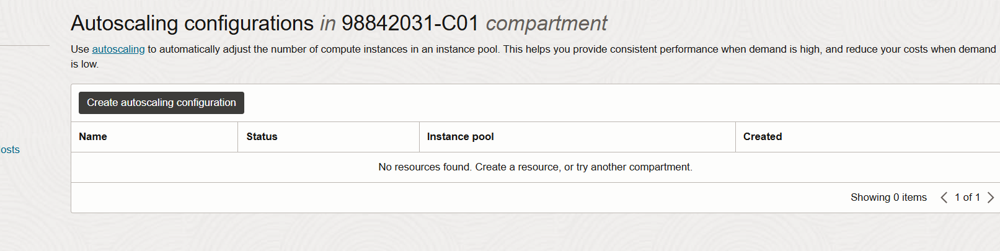 Autoscaling configurations in 98842031-C01 compartment
Use autoscaling to automatically adjust the number of compute instances in an instance pool. This helps you provide consistent performance when demand is high, and reduce your costs when demand
is low.
Create autoscaling configuration
Name Status Instance pool Created
osts
No resources found. Create a resource, or try another compartment.
Showing 0 items 1 of 1